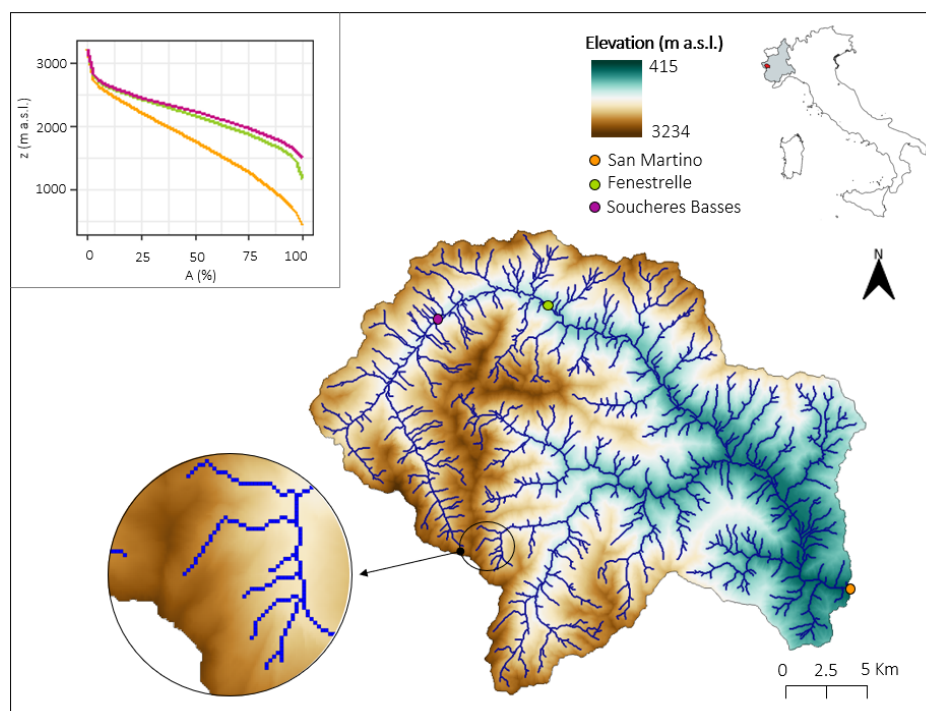 3000
2000
1000
z (m a.s.l.)
0 25 50 75 100
A (%)
Elevation (m a.s.l.)
415
3234
San Martino
Fenestrelle
Soucheres Basses
N
0 2.5 5 Km